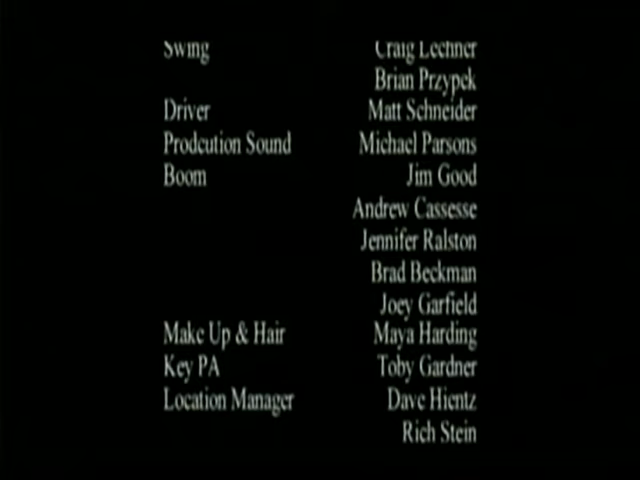 Swing Craig Lechner
Brian Przypek
Driver Matt Schneider
Prodcution Sound Michael Parsons
Boom Jim Good
Andrew Cassesse
Jennifer Ralston
Brad Beckman
Joey Garfield
Make Up & Hair Maya Harding
Key PA Toby Gardner
Location Manager Dave Hientz
Rich Stein